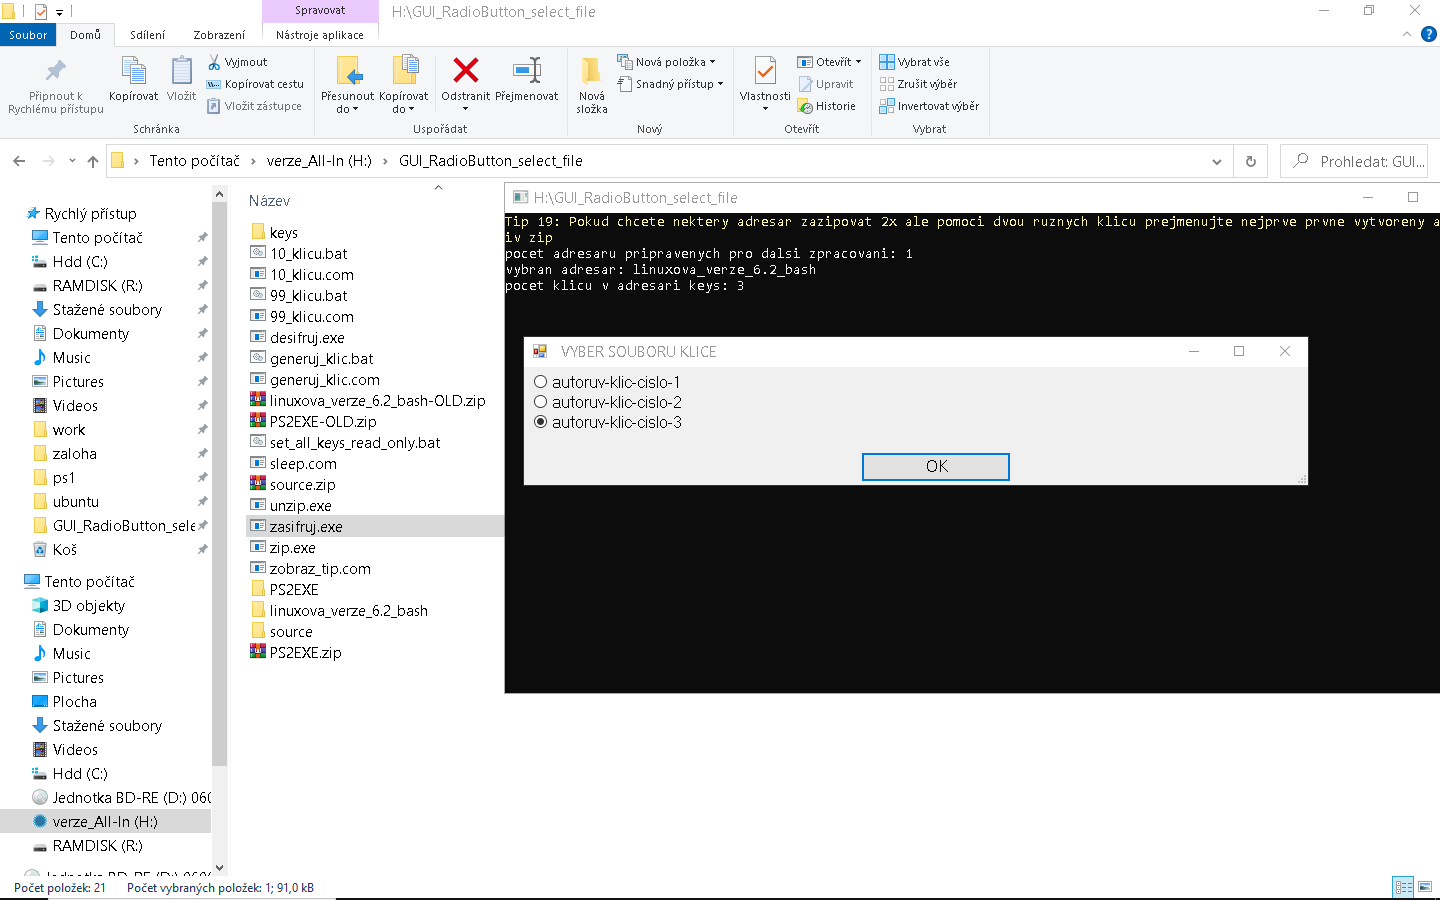 Spravovat
H:\GUI_RadioButton_select_file
Soubor
Domů
Sdílení
Zobrazení
Nástroje aplikace
Připnout k
Rychlému přístupu
Kopírovat
Vložit
Vyjmout
Kopírovat cestu
Vložit zástupce
Schránka
Přesunout
do
Kopírovat
do
Odstranit
Přejmenovat
Uspořádat
Nová
složka
Nová položka
Snadný přístup
Nový
Vlastnosti
Otevřít
Upravit
Historie
Otevřít
Vybrat vše
Zrušit výběr
Invertovat výběr
Vybrat
Tento počítač
verze_All-In (H:)
GUI_RadioButton_select_file
Prohledat: GUI...
Rychlý přístup
Tento počítač
Hdd (C:)
RAMDISK (R:)
Stažené soubory
Dokumenty
Music
Pictures
Videos
work
zaloha
ps1
ubuntu
GUI_RadioButton_sele
Koš
Tento počítač
3D objekty
Dokumenty
Music
Pictures
Plocha
Stažené soubory
Videos
Hdd (C:)
Jednotka BD-RE (D:) 060
verze_All-In (H:)
RAMDISK (R:)
Název
keys
10_klicu.bat
10_klicu.com
99_klicu.bat
99_klicu.com
desifruj.exe
generuj_klic.bat
generuj_klic.com
linuxova_verze_6.2_bash-OLD.zip
PS2EXE-OLD.zip
set_all_keys_read_only.bat
sleep.com
source.zip
unzip.exe
zasifruj.exe
zip.exe
zobraz_tip.com
PS2EXE
linuxova_verze_6.2_bash
source
PS2EXE.zip
H:\GUI_RadioButton_select_file
Tip 19: Pokud chcete nektery adresar zazipovat 2x ale pomoci dvou ruznych klicu prejmenujte nejprve prvne vytvoreny a
iv zip
pocet adresaru pripravenych pro dalsi zpracovani: 1
vybran adresar: linuxova_verze_6.2_bash
pocet klicu v adresari keys: 3
VYBER SOUBORU KLICE
autoruv-klic-cislo-1
autoruv-klic-cislo-2
autoruv-klic-cislo-3
OK
Počet položek: 21
Počet vybraných položek: 1; 91,0 kB